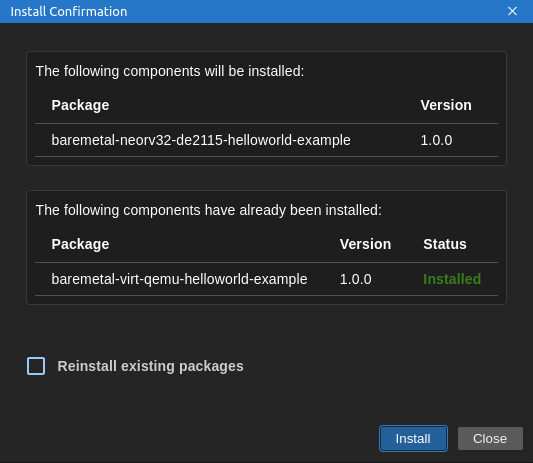 Install Confirmation
The following components will be installed:
Package Version
baremetal-neorv32-de2115-helloworld-example 1.0.0
The following components have already been installed:
Package Version Status
baremetal-virt-qemu-helloworld-example 1.0.0 Installed
Reinstall existing packages
Install Close